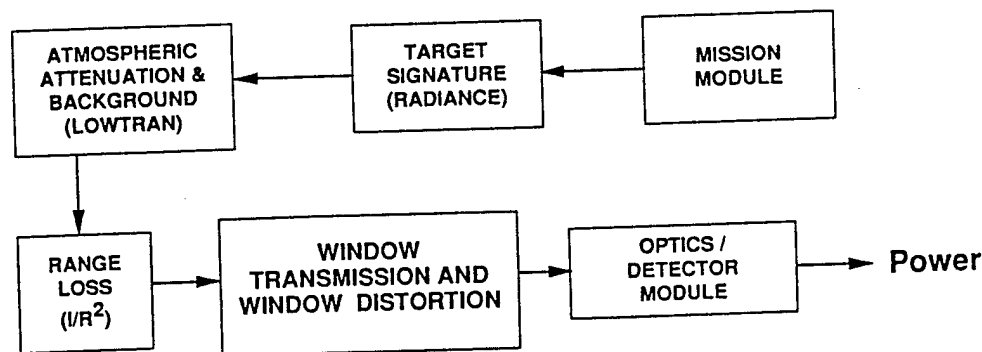 ATMOSPHERIC
ATTENUATION &
BACKGROUND
(LOWTRAN)
TARGET
SIGNATURE
(RADIANCE)
MISSION
MODULE
RANGE
LOSS
(I/R²)
WINDOW
TRANSMISSION AND
WINDOW DISTORTION
OPTICS /
DETECTOR
MODULE
Power